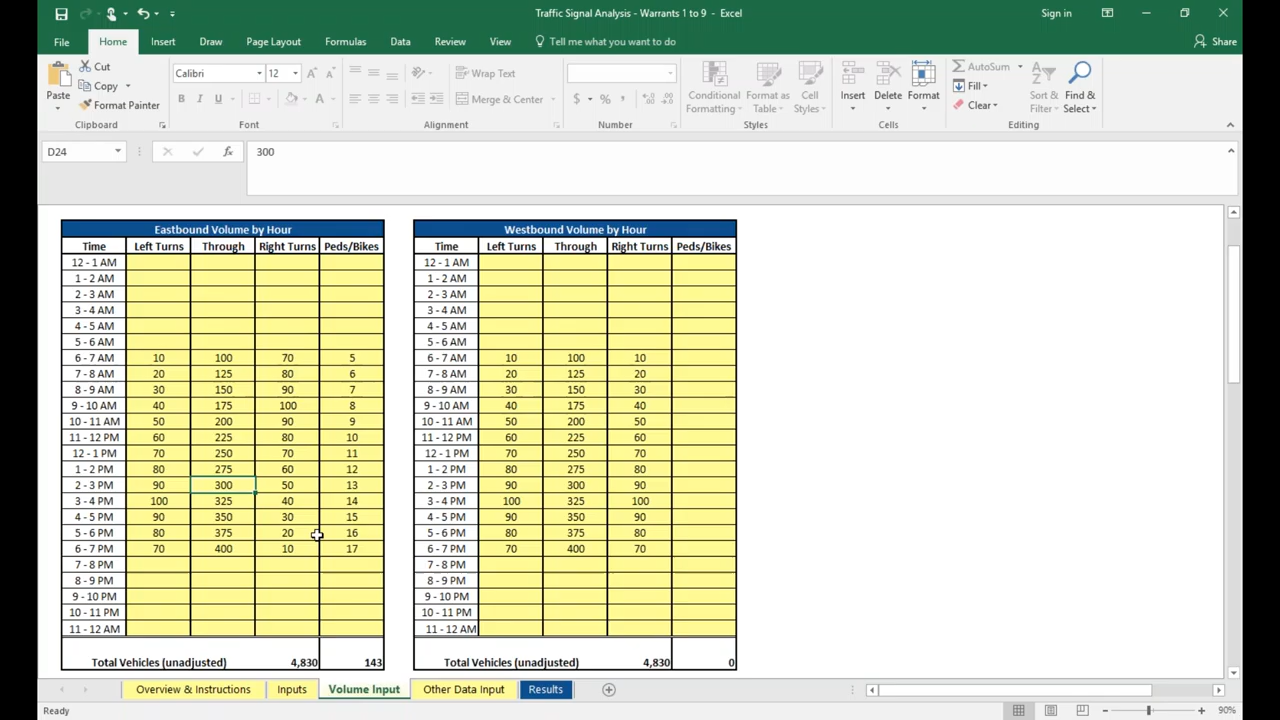 Traffic Signal Analysis - Warrants 1 to 9 - Excel
Sign in
File Home Insert Draw Page Layout Formulas Data Review View Tell me what you want to do Share
Paste
Cut
Copy
Format Painter
Clipboard
Calibri 12
B I U
Font
Wrap Text
Merge & Center
Alignment
$ % ,
Number
Conditional Formatting
Format as Table
Cell Styles
Styles
Insert
Delete
Format
Cells
AutoSum
Fill
Clear
Sort & Filter
Find & Select
Editing
D24 fx 300
Eastbound Volume by Hour
Time Left Turns Through Right Turns Peds/Bikes
12 - 1 AM
1 - 2 AM
2 - 3 AM
3 - 4 AM
4 - 5 AM
5 - 6 AM
6 - 7 AM 10 100 70 5
7 - 8 AM 20 125 80 6
8 - 9 AM 30 150 90 7
9 - 10 AM 40 175 100 8
10 - 11 AM 50 200 90 9
11 - 12 PM 60 225 80 10
12 - 1 PM 70 250 70 11
1 - 2 PM 80 275 60 12
2 - 3 PM 90 300 50 13
3 - 4 PM 100 325 40 14
4 - 5 PM 90 350 30 15
5 - 6 PM 80 375 20 16
6 - 7 PM 70 400 10 17
7 - 8 PM
8 - 9 PM
9 - 10 PM
10 - 11 PM
11 - 12 AM
Total Vehicles (unadjusted) 4,830 143
Westbound Volume by Hour
Time Left Turns Through Right Turns Peds/Bikes
12 - 1 AM
1 - 2 AM
2 - 3 AM
3 - 4 AM
4 - 5 AM
5 - 6 AM
6 - 7 AM 10 100 10
7 - 8 AM 20 125 20
8 - 9 AM 30 150 30
9 - 10 AM 40 175 40
10 - 11 AM 50 200 50
11 - 12 PM 60 225 60
12 - 1 PM 70 250 70
1 - 2 PM 80 275 80
2 - 3 PM 90 300 90
3 - 4 PM 100 325 100
4 - 5 PM 90 350 90
5 - 6 PM 80 375 80
6 - 7 PM 70 400 70
7 - 8 PM
8 - 9 PM
9 - 10 PM
10 - 11 PM
11 - 12 AM
Total Vehicles (unadjusted) 4,830 0
Overview & Instructions Inputs Volume Input Other Data Input Results
Ready 90%